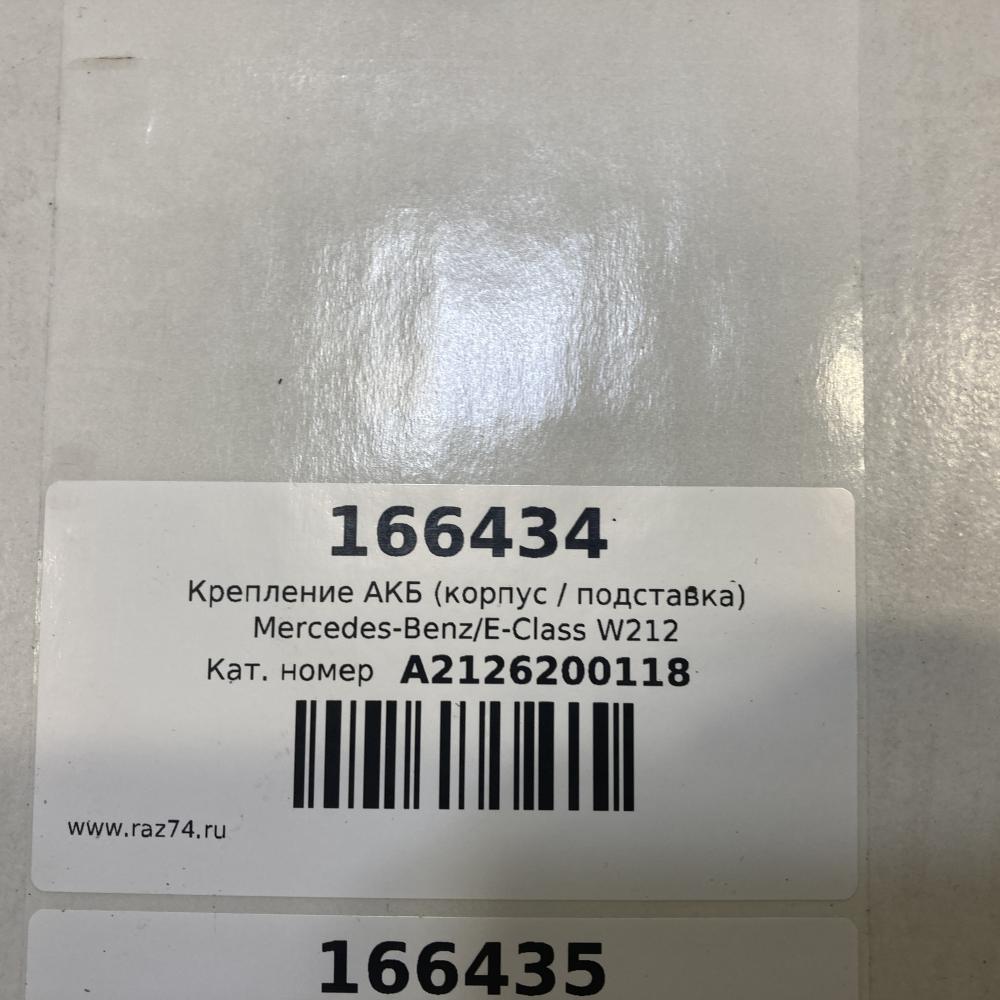 166434
Крепление АКБ (корпус / подставка)
Mercedes-Benz/E-Class W212
Кат. номер A2126200118
www.raz74.ru
166435